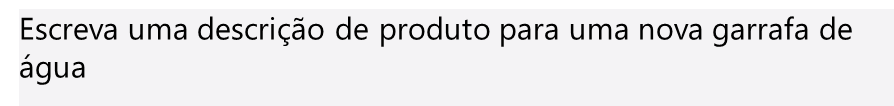 Escreva uma descrição de produto para uma nova garrafa de
água